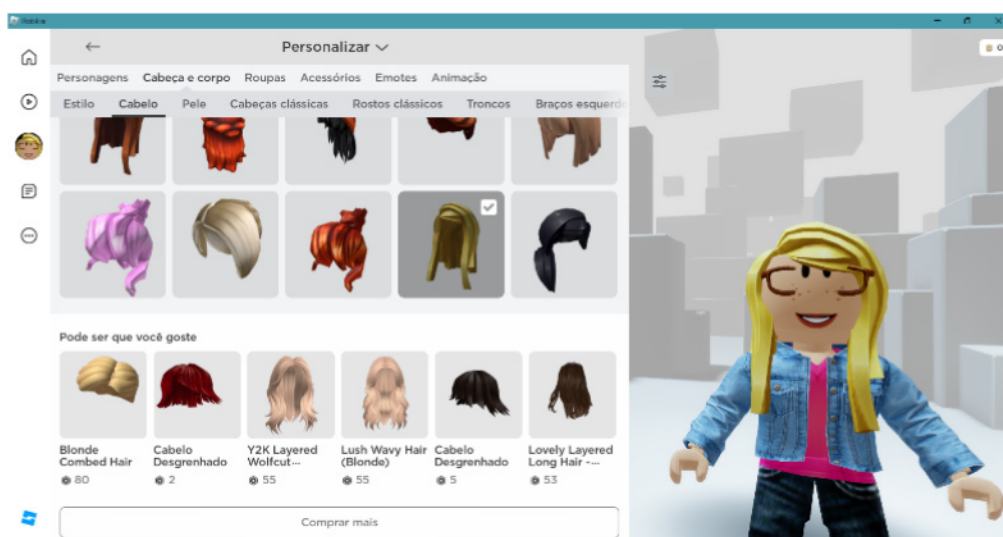 Roblox
Personalizar
Personagens Cabeça e corpo Roupas Acessórios Emotes Animação
Estilo Cabelo Pele Cabeças clássicas Rostos clássicos Troncos Braços esquerdo
Pode ser que você goste
Blonde Combed Hair
80
Cabelo Desgrenhado
2
Y2K Layered Wolfcut...
55
Lush Wavy Hair (Blonde)
55
Cabelo Desgrenhado
5
Lovely Layered Long Hair -...
53
Comprar mais
0